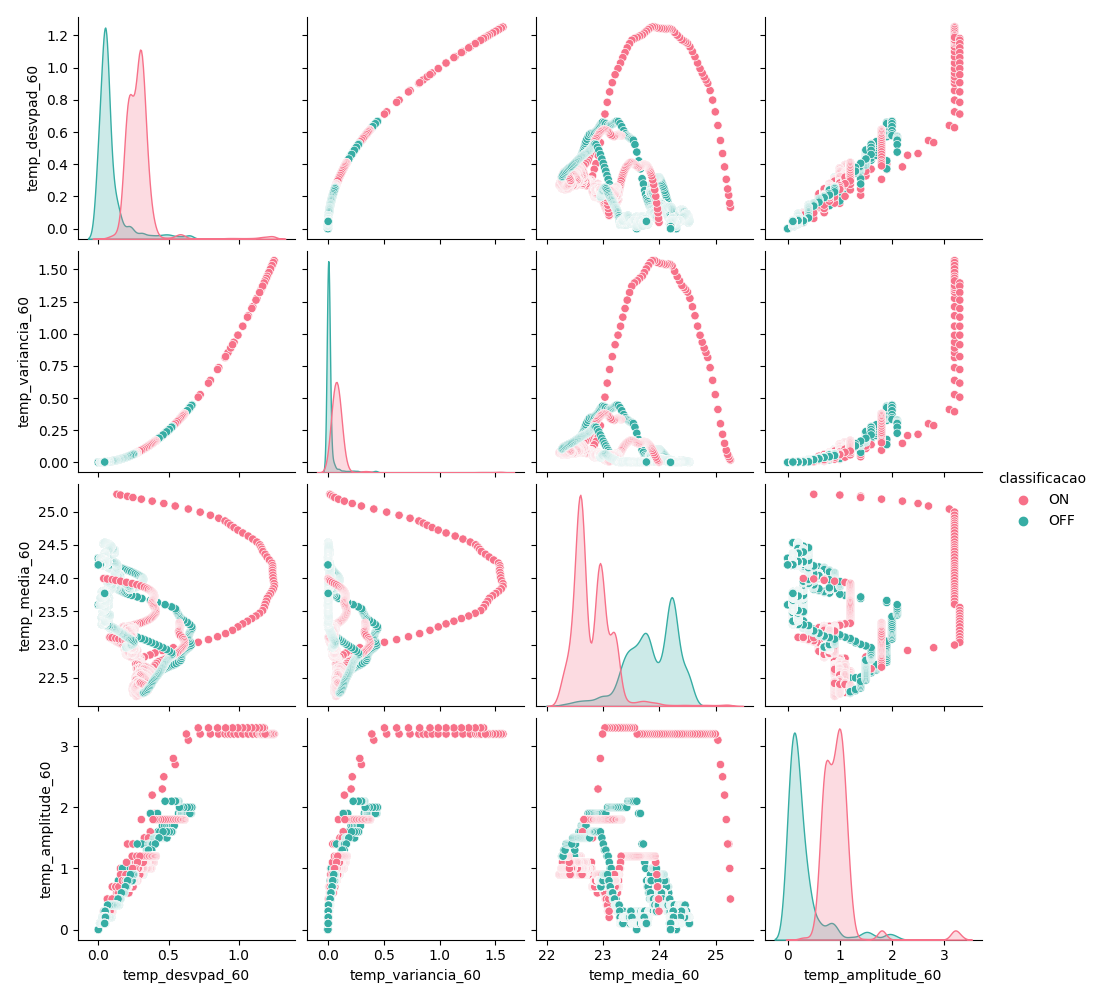 temp_desvpad_60
1.2
1.0
0.8
0.6
0.4
0.2
0.0
temp_variancia_60
1.50
1.25
1.00
0.75
0.50
0.25
0.00
temp_media_60
25.0
24.5
24.0
23.5
23.0
22.5
classificacao
ON
OFF
temp_amplitude_60
3
2
1
0
0.0 0.5 1.0
temp_desvpad_60
0.0 0.5 1.0 1.5
temp_variancia_60
22 23 24 25
temp_media_60
0 1 2 3
temp_amplitude_60